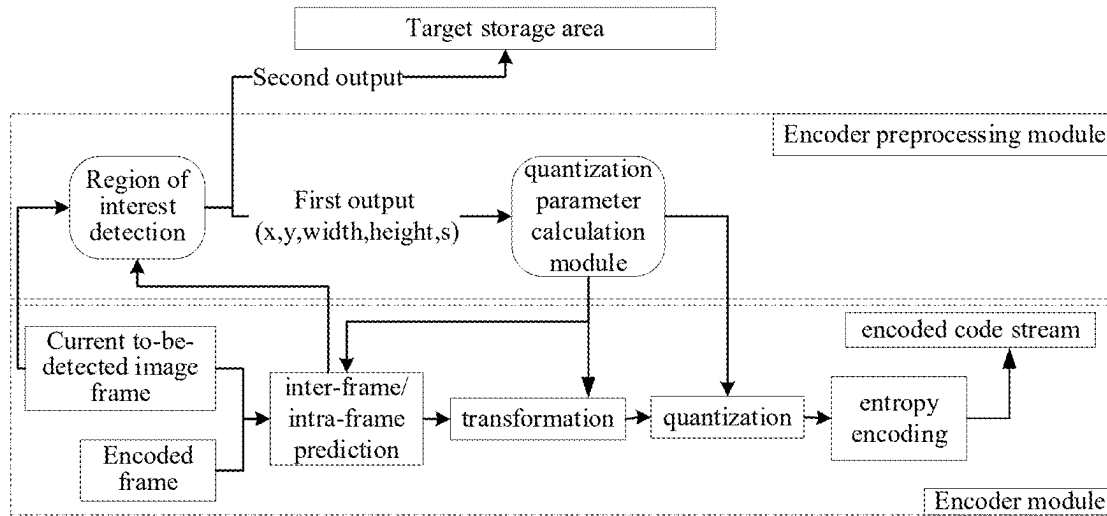 Target storage area
Second output
Encoder preprocessing module
Region of
interest
detection
First output
(x,y,width,height,s)
quantization
parameter
calculation
module
Current to-be-
detected image
frame
Encoded
frame
inter-frame/
intra-frame
prediction
transformation
quantization
entropy
encoding
encoded code stream
Encoder module